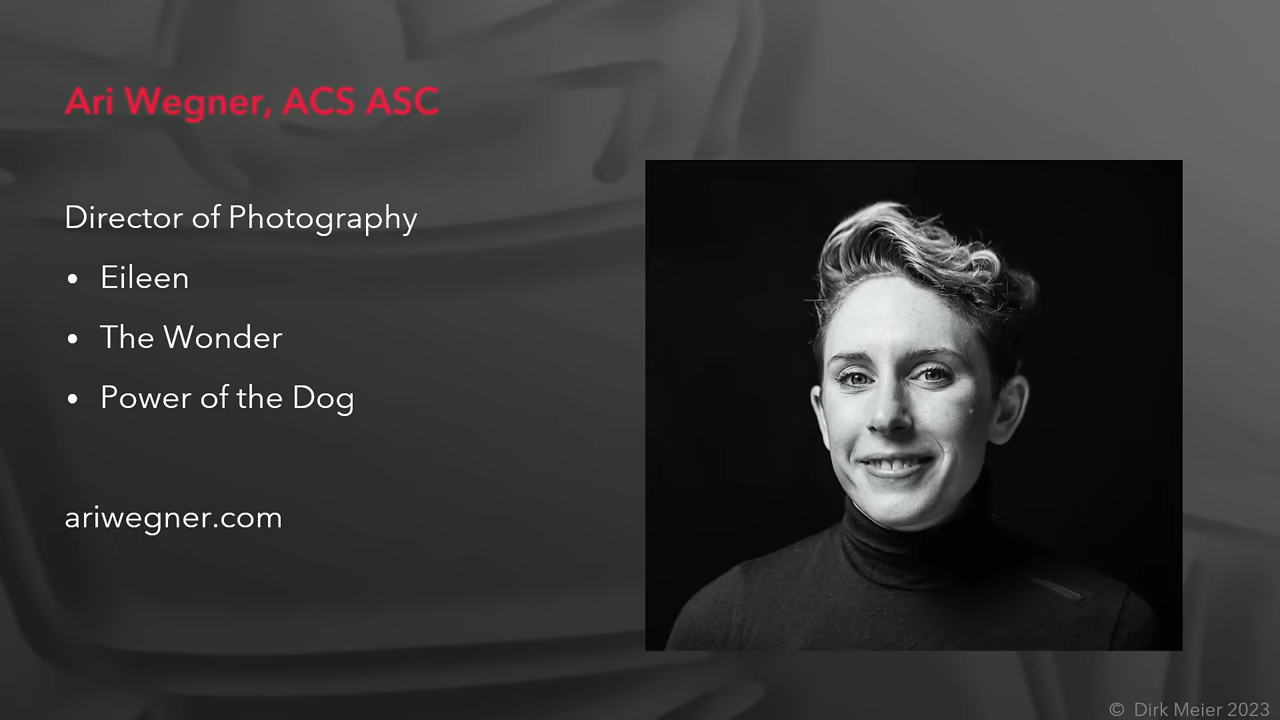 Ari Wegner, ACS ASC
Director of Photography
• Eileen
• The Wonder
• Power of the Dog
ariwegner.com
© Dirk Meier 2023